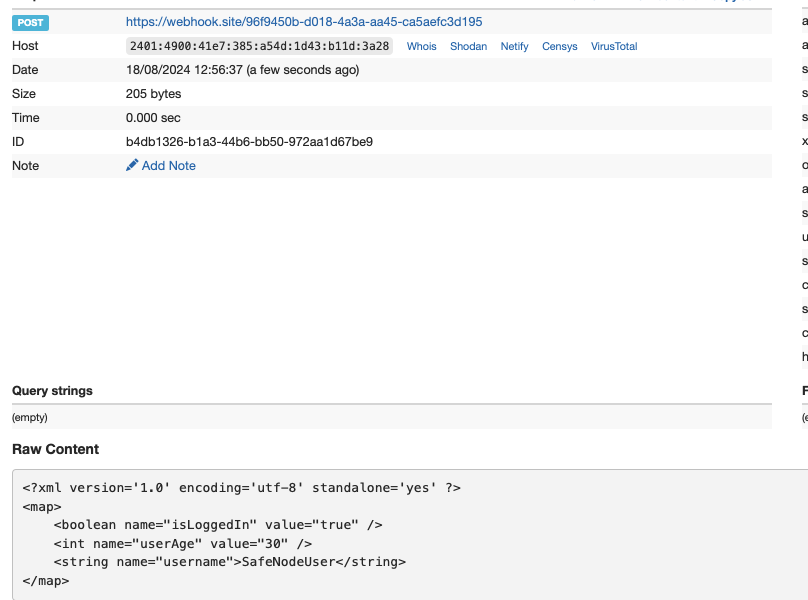 POST https://webhook.site/96f9450b-d018-4a3a-aa45-ca5aefc3d195
Host 2401:4900:41e7:385:a54d:1d43:b11d:3a28 Whois Shodan Netify Censys VirusTotal
Date 18/08/2024 12:56:37 (a few seconds ago)
Size 205 bytes
Time 0.000 sec
ID b4db1326-b1a3-44b6-bb50-972aa1d67be9
Note Add Note
Query strings
(empty)
Raw Content
<?xml version='1.0' encoding='utf-8' standalone='yes' ?>
<map>
    <boolean name="isLoggedIn" value="true" />
    <int name="userAge" value="30" />
    <string name="username">SafeNodeUser</string>
</map>